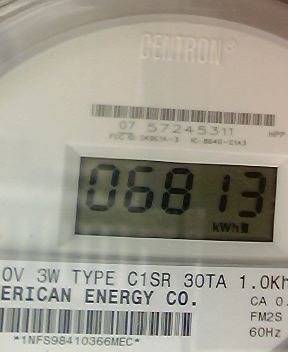 CENTRON®
07 57245311
HPP
06813
kWh
0V 3W TYPE C1SR 30TA 1.0Kh
ERICAN ENERGY CO.
CA 0.
FM2S
60Hz
*1NFS98410366MEC*